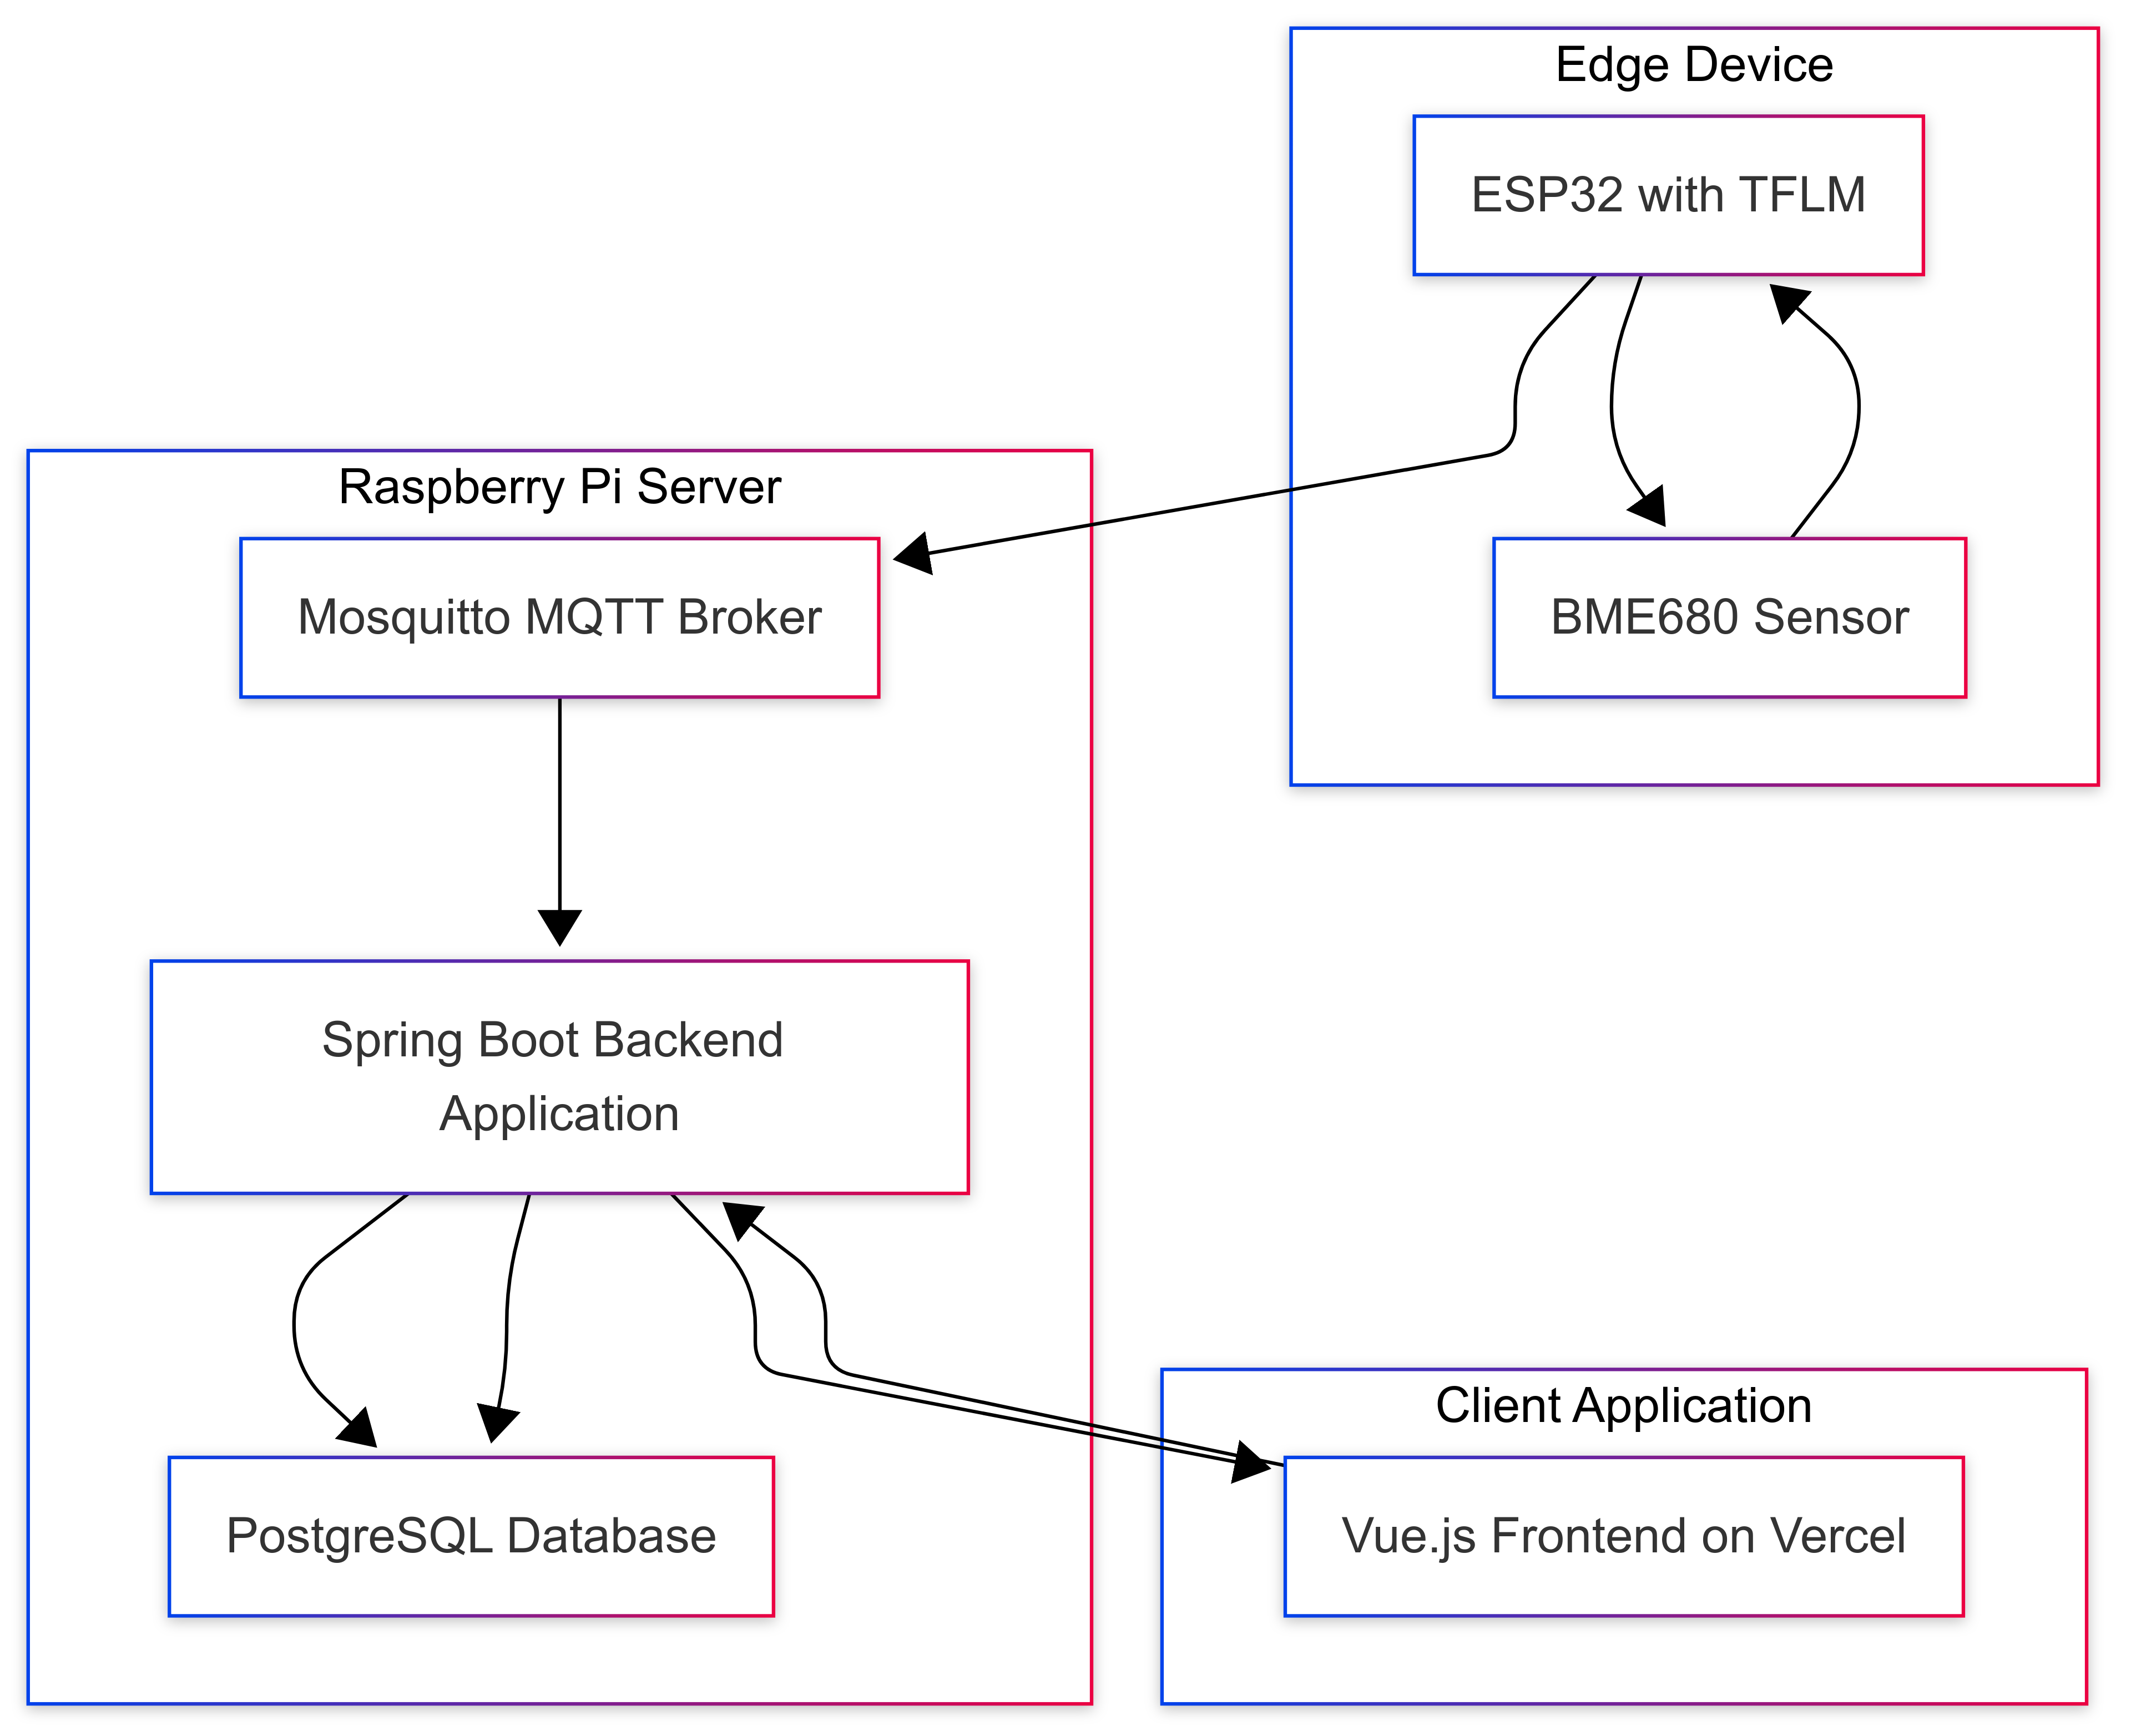 Edge Device
ESP32 with TFLM
BME680 Sensor
Raspberry Pi Server
Mosquitto MQTT Broker
Spring Boot Backend
Application
PostgreSQL Database
Client Application
Vue.js Frontend on Vercel